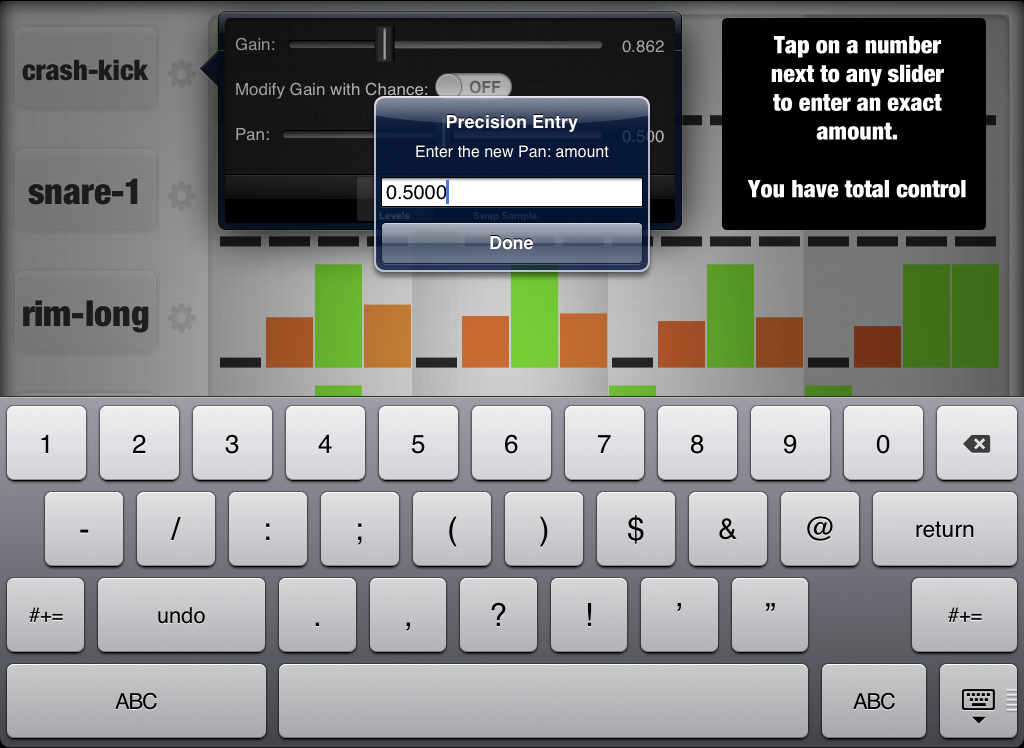 crash-kick
Gain:
0.862
Modify Gain with Chance:
OFF
Pan:
0.500
Tap on a number
next to any slider
to enter an exact
amount.
You have total control
Precision Entry
Enter the new Pan: amount
0.5000
Levels
Swap Sample
Done
snare-1
rim-long
1 2 3 4 5 6 7 8 9 0
- / : ; ( ) $ & @ return
#+= undo . , ? ! ’ ” #+=
ABC ABC